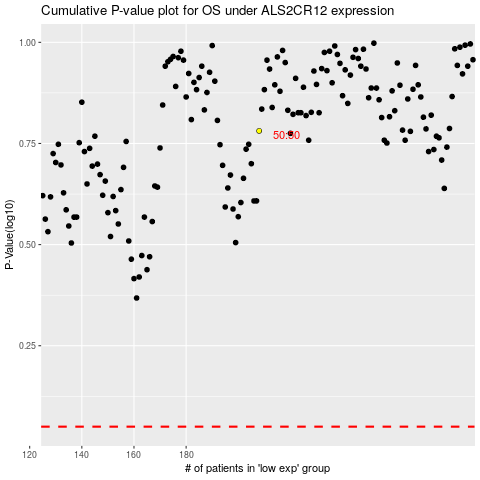 Cumulative P-value plot for OS under ALS2CR12 expression
P-Value(log10)
1.00
0.75
0.50
0.25
50:50
120 140 160 180
# of patients in 'low exp' group